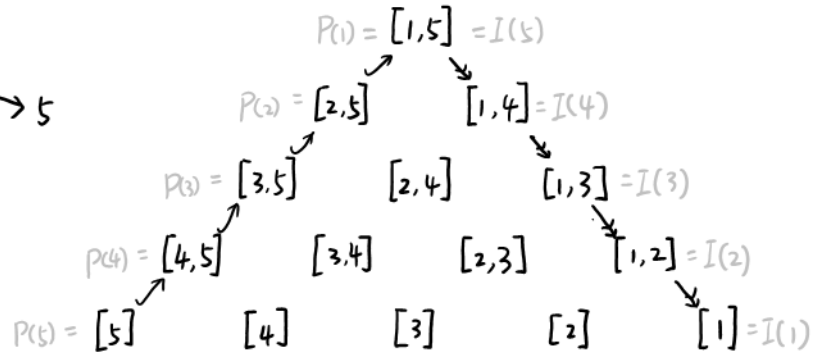 P(1) = [1,5] = I(5)
→ 5
P(2) = [2,5] [1,4] = I(4)
P(3) = [3,5] [2,4] [1,3] = I(3)
P(4) = [4,5] [3,4] [2,3] [1,2] = I(2)
P(5) = [5] [4] [3] [2] [1] = I(1)